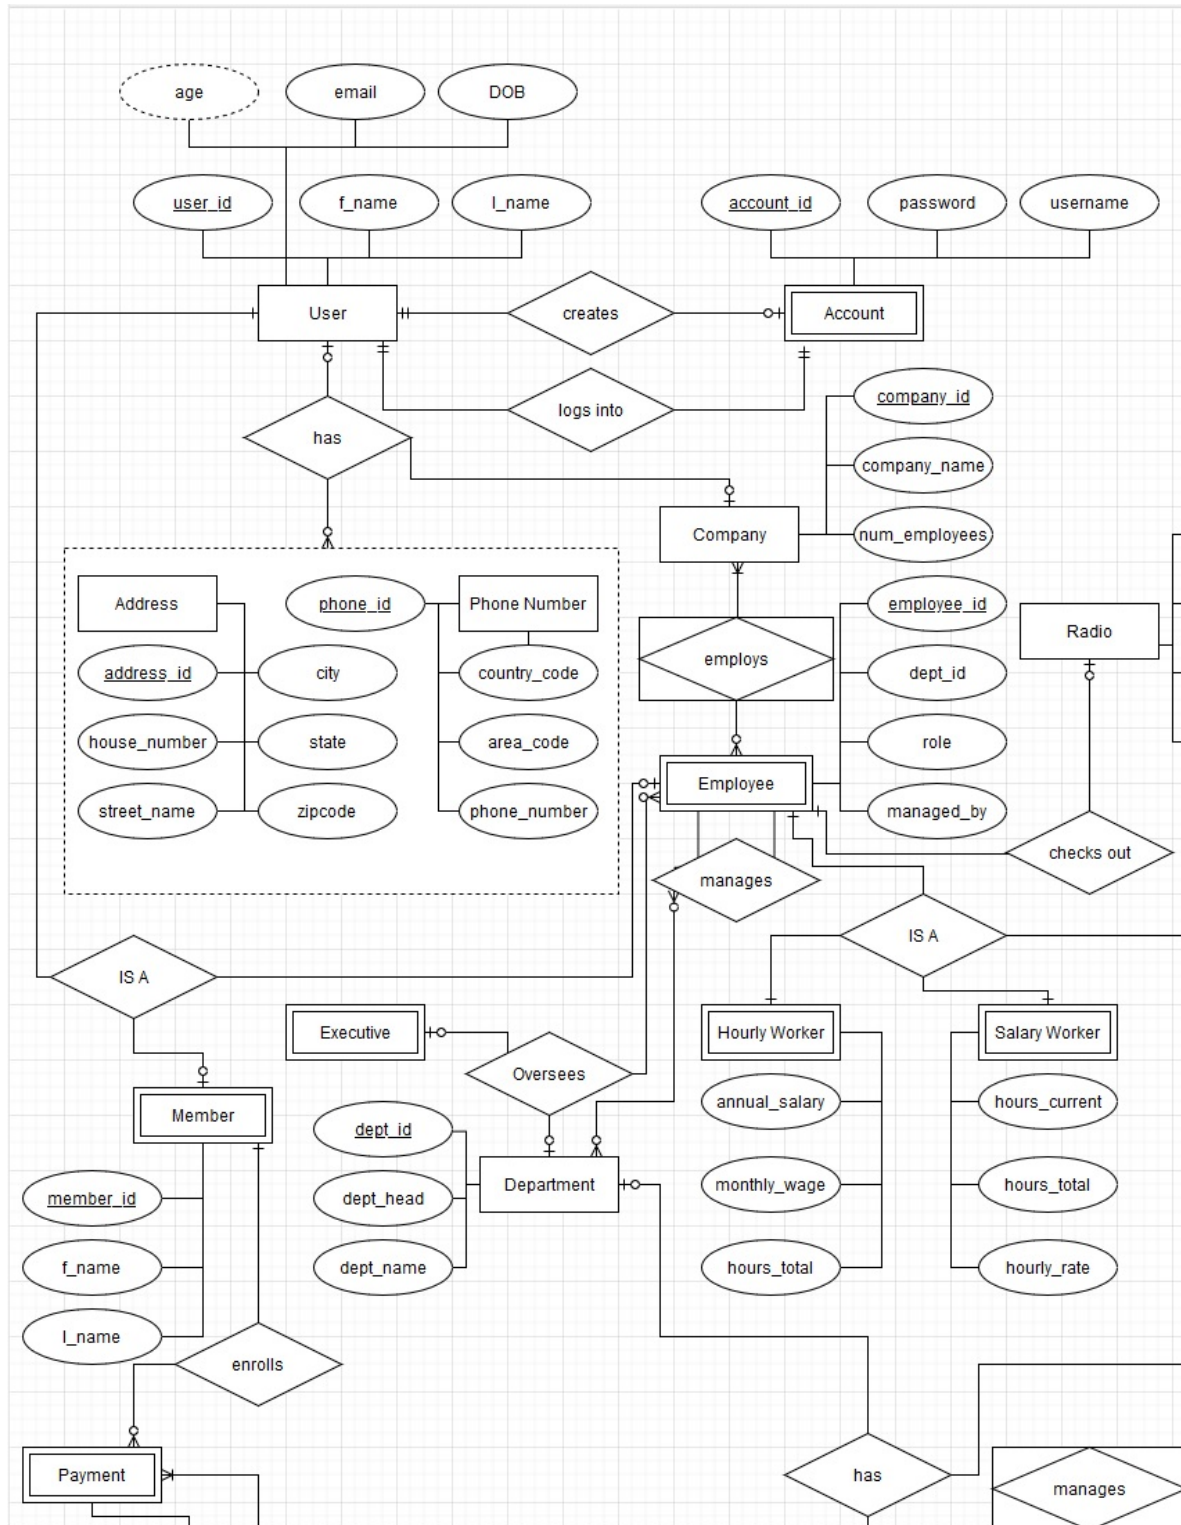 age
email
DOB
user_id
f_name
l_name
account_id
password
username
User
creates
Account
logs into
company_id
has
company_name
Company
num_employees
Address
phone_id
Phone Number
employee_id
Radio
address_id
city
country_code
employs
dept_id
house_number
state
area_code
role
street_name
zipcode
phone_number
Employee
managed_by
manages
checks out
IS A
IS A
Executive
Oversees
Hourly Worker
Salary Worker
Member
dept_id
annual_salary
hours_current
member_id
dept_head
Department
monthly_wage
hours_total
f_name
dept_name
hours_total
hourly_rate
l_name
enrolls
Payment
has
manages